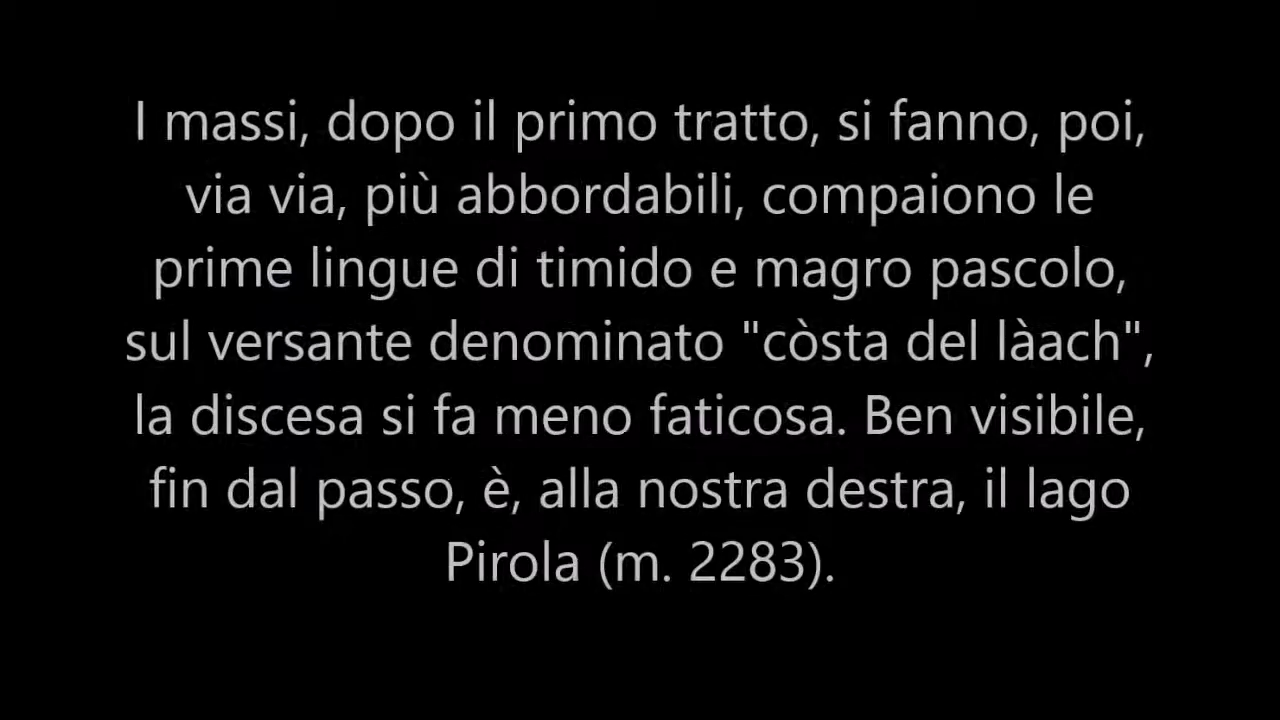 I massi, dopo il primo tratto, si fanno, poi,
via via, più abbordabili, compaiono le
prime lingue di timido e magro pascolo,
sul versante denominato "còsta del làach",
la discesa si fa meno faticosa. Ben visibile,
fin dal passo, è, alla nostra destra, il lago
Pirola (m. 2283).